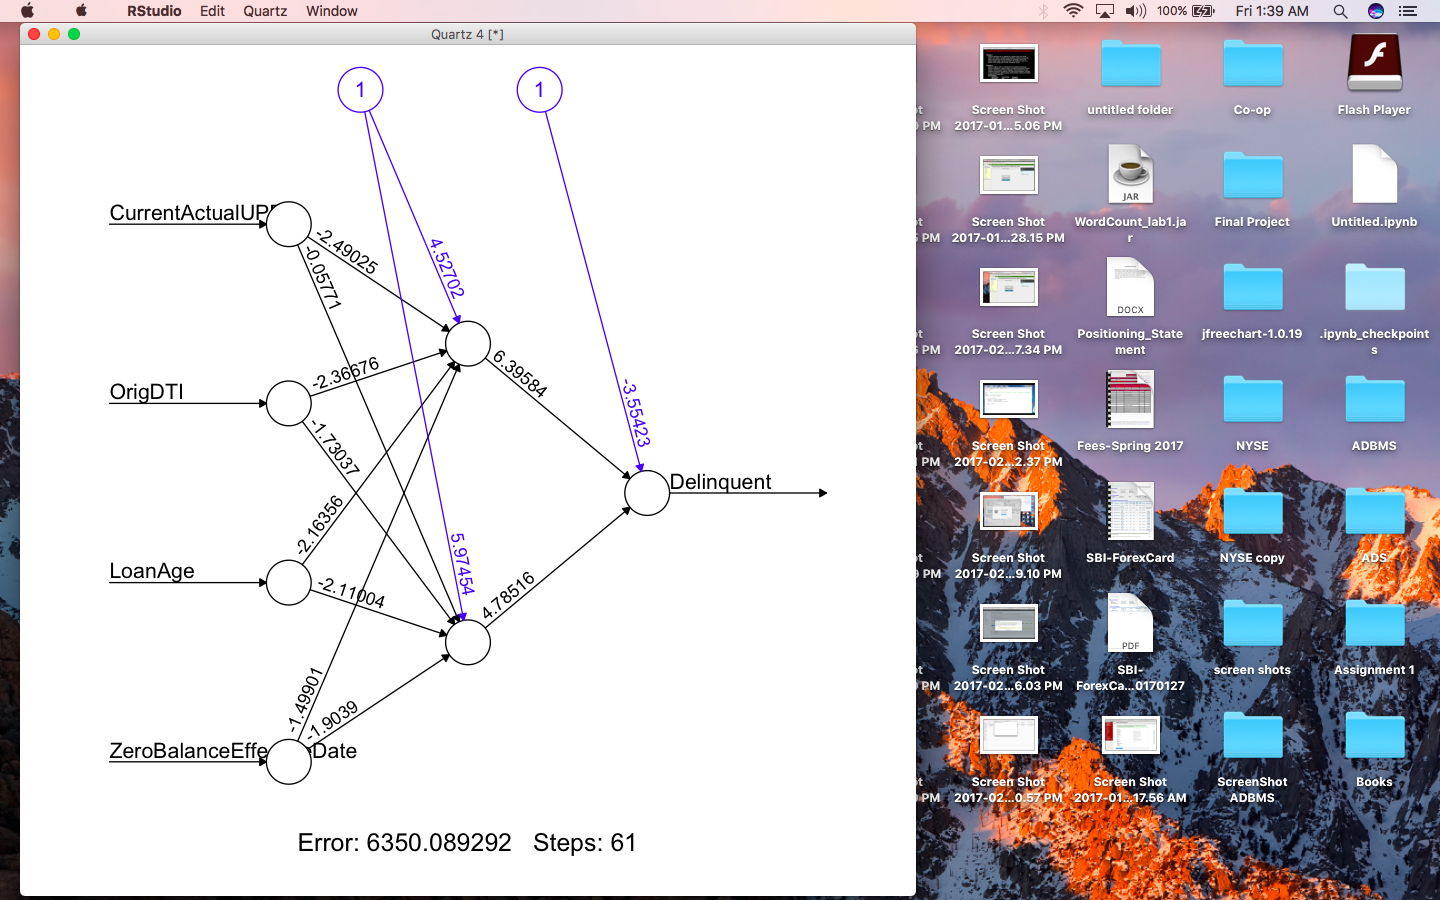 RStudio Edit Quartz Window
100% Fri 1:39 AM
Quartz 4 [*]
1
1
CurrentActualUP
-2.49025
-0.05771
4.52702
OrigDTI
-2.36676
-1.73037
6.39584
-3.55423
Delinquent
LoanAge
-2.16356
-2.11004
5.97454
4.78516
ZeroBalanceEffe
Date
-1.49901
-1.9039
Error: 6350.089292 Steps: 61
Screen Shot
2017-01...5.06 PM
untitled folder
Co-op
Flash Player
Screen Shot
2017-01...28.15 PM
JAR
WordCount_lab1.ja
r
Final Project
Untitled.ipynb
Screen Shot
2017-02...7.34 PM
DOCX
Positioning_State
ment
jfreechart-1.0.19
.ipynb_checkpoint
s
Screen Shot
2017-02...2.37 PM
Fees-Spring 2017
NYSE
ADBMS
Screen Shot
2017-02...9.10 PM
SBI-ForexCard
NYSE copy
ADS
Screen Shot
2017-02...6.03 PM
PDF
SBI-
ForexCa...0170127
screen shots
Assignment 1
Screen Shot
2017-02...0.57 PM
Screen Shot
2017-01...17.56 AM
ScreenShot
ADBMS
Books